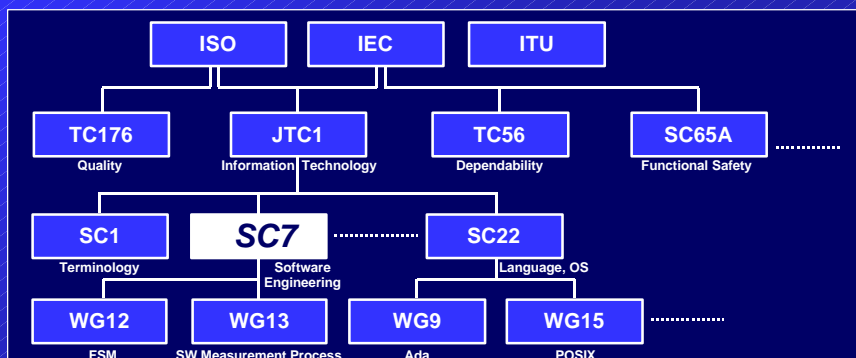 ISO IEC ITU
TC176 JTC1 TC56 SC65A
Quality Information Technology Dependability Functional Safety
SC1 SC7 SC22
Terminology Software Engineering Language, OS
WG12 WG13 WG9 WG15
FSM SW Measurement Process Ada POSIX